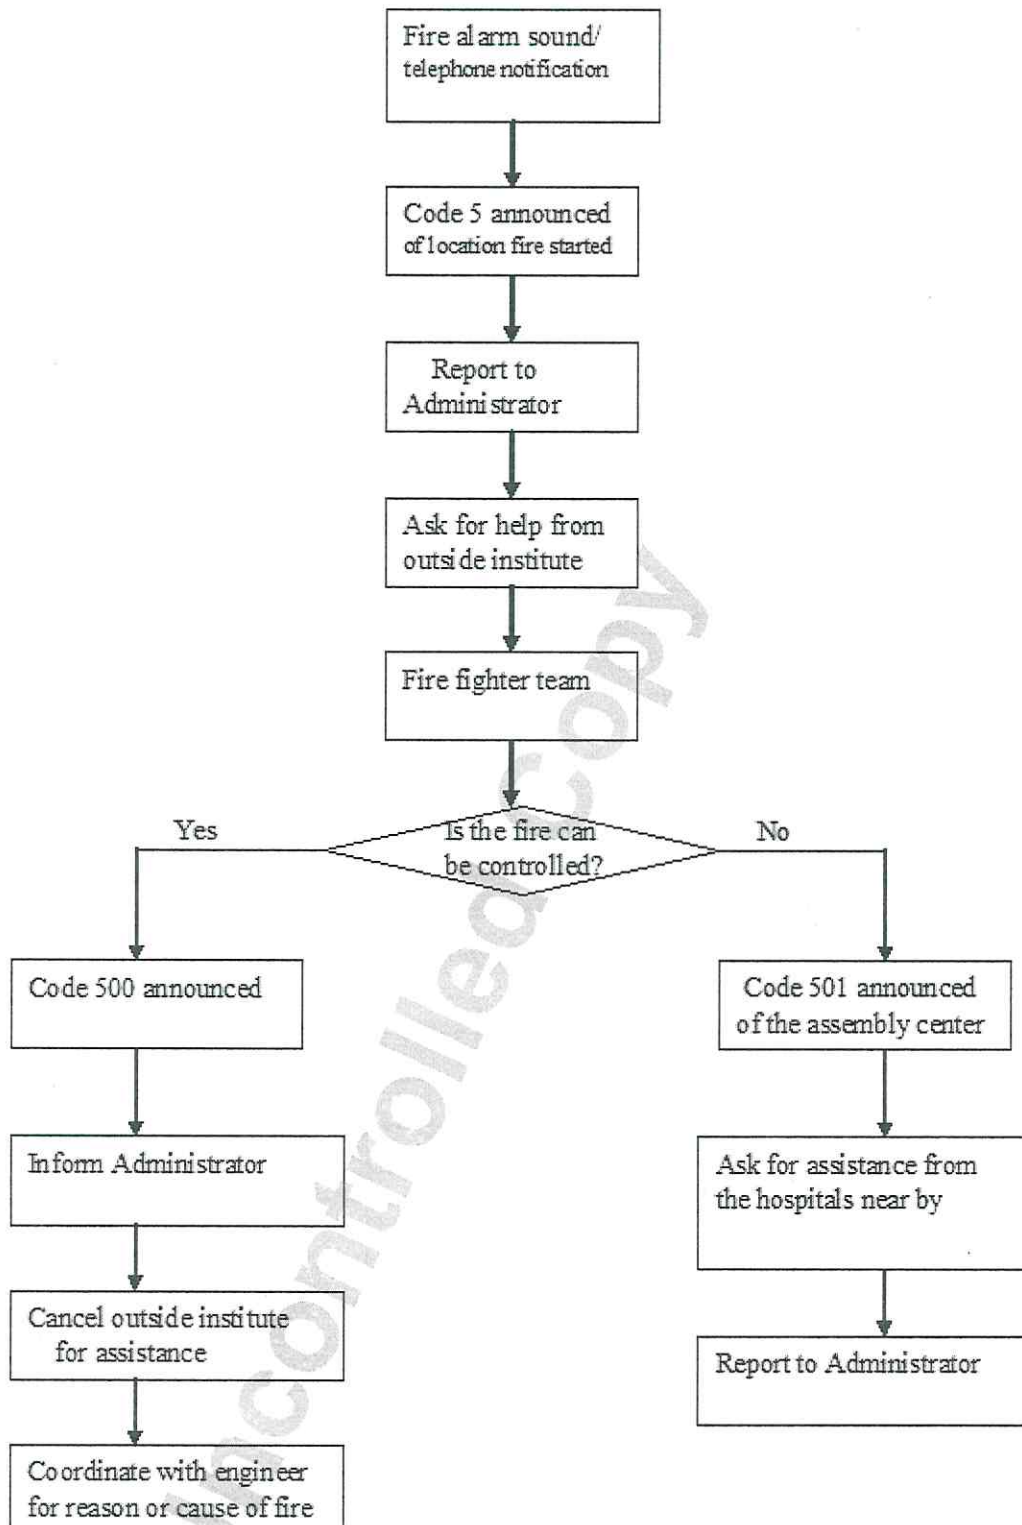 Fire alarm sound/
telephone notification
Code 5 announced
of location fire started
Report to
Administrator
Ask for help from
outside institute
Fire fighter team
Is the fire can
be controlled?
Yes
No
Code 500 announced
Code 501 announced
of the assembly center
Inform Administrator
Ask for assistance from
the hospitals near by
Cancel outside institute
for assistance
Report to Administrator
Coordinate with engineer
for reason or cause of fire
Uncontrolled Copy